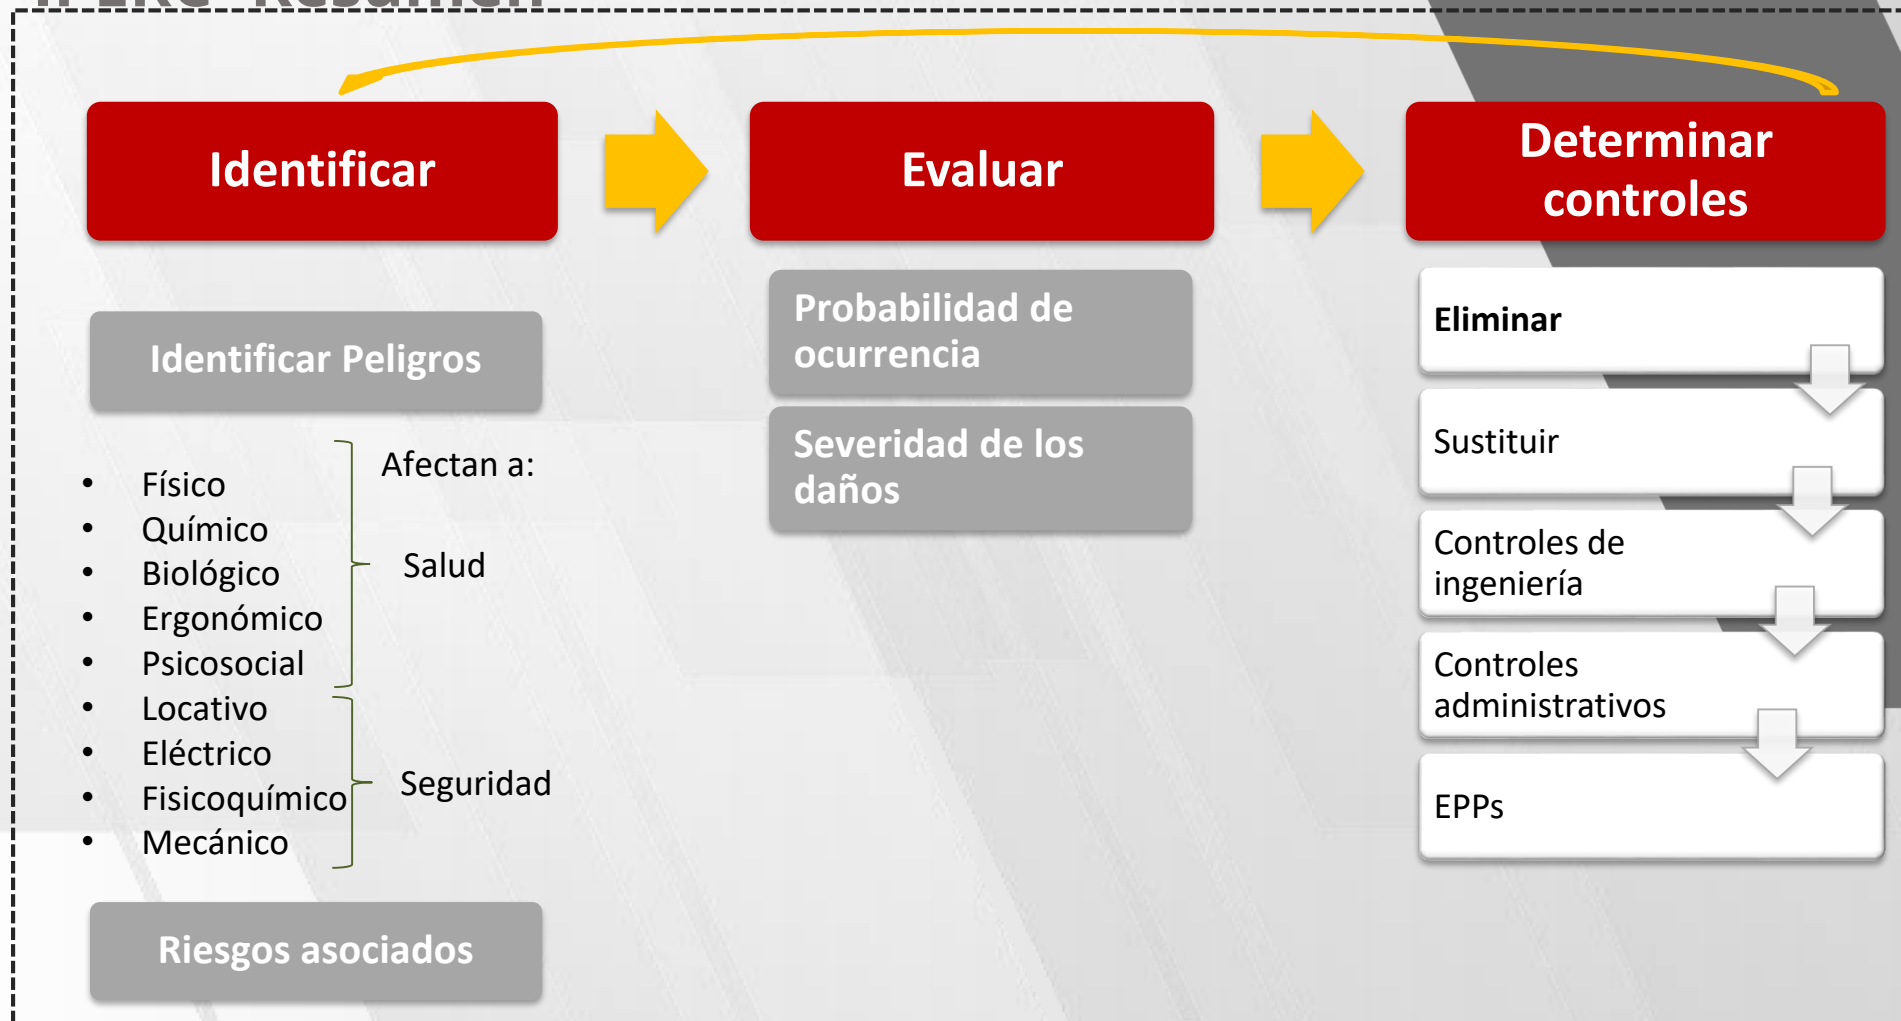 Identificar
Evaluar
Determinar
controles
Identificar Peligros
Afectan a:
• Físico
• Químico
• Biológico
• Ergonómico
• Psicosocial
Salud
• Locativo
• Eléctrico
• Fisicoquímico
• Mecánico
Seguridad
Riesgos asociados
Probabilidad de
ocurrencia
Severidad de los
daños
Eliminar
Sustituir
Controles de
ingeniería
Controles
administrativos
EPPs